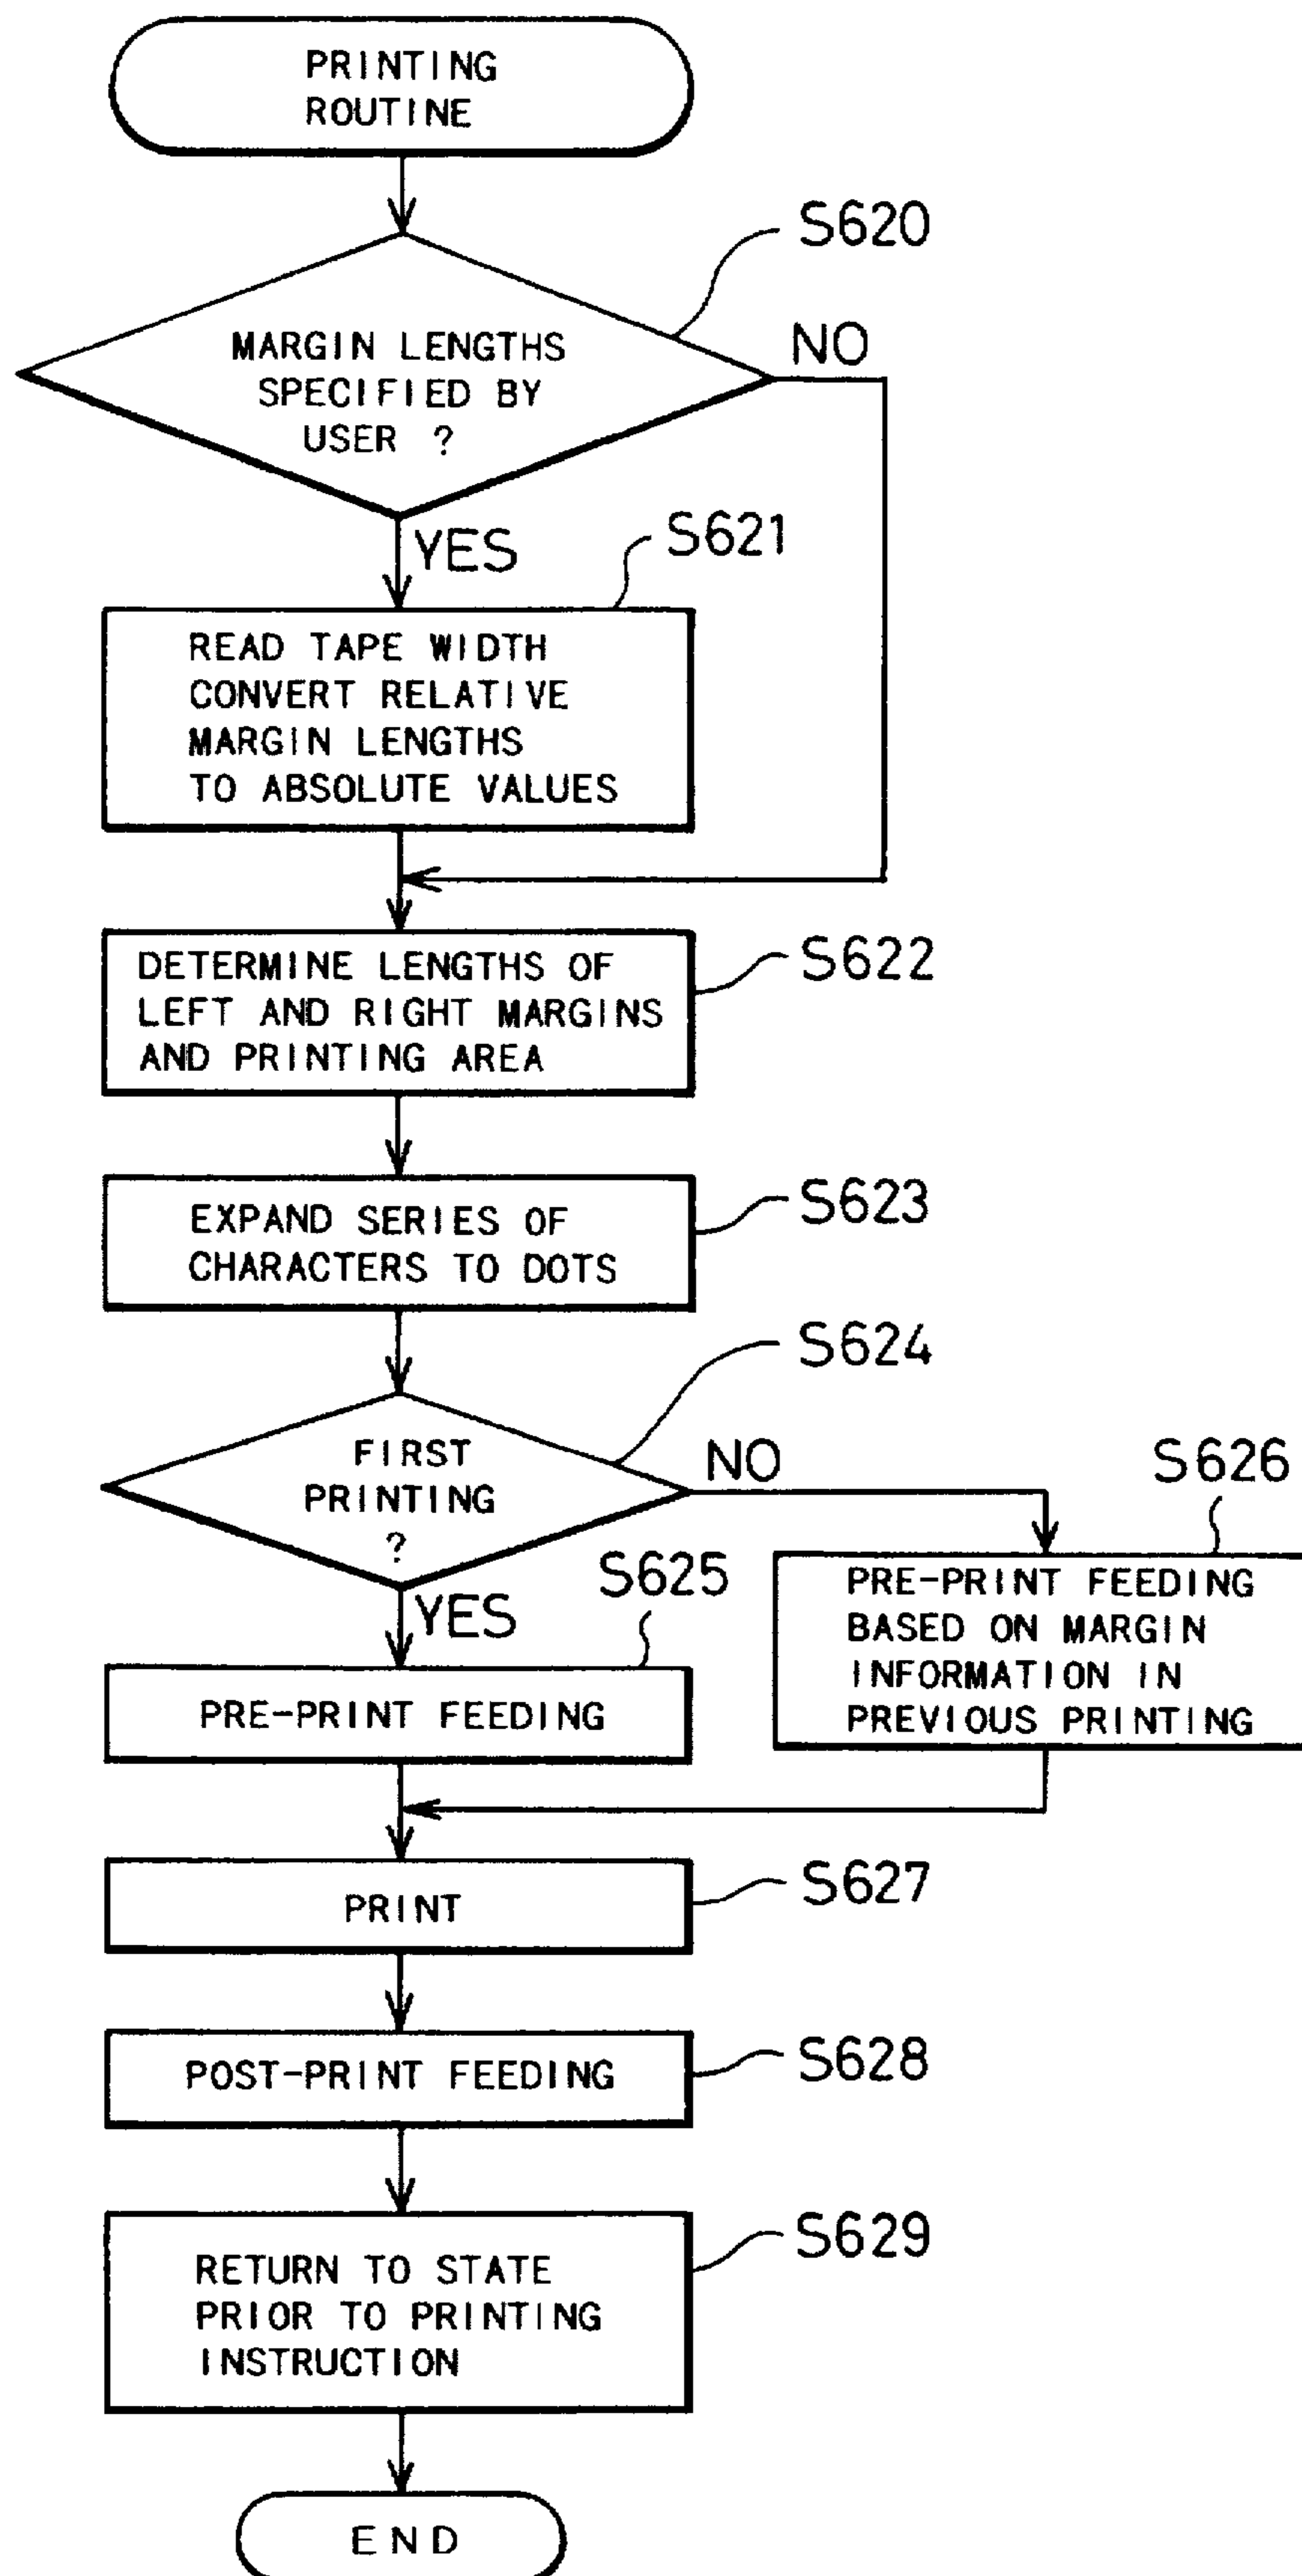 PRINTING
ROUTINE
S620
MARGIN LENGTHS
SPECIFIED BY
USER ?
NO
YES
S621
READ TAPE WIDTH
CONVERT RELATIVE
MARGIN LENGTHS
TO ABSOLUTE VALUES
S622
DETERMINE LENGTHS OF
LEFT AND RIGHT MARGINS
AND PRINTING AREA
S623
EXPAND SERIES OF
CHARACTERS TO DOTS
S624
FIRST
PRINTING
?
NO
YES
S625
PRE-PRINT FEEDING
S626
PRE-PRINT FEEDING
BASED ON MARGIN
INFORMATION IN
PREVIOUS PRINTING
S627
PRINT
S628
POST-PRINT FEEDING
S629
RETURN TO STATE
PRIOR TO PRINTING
INSTRUCTION
END